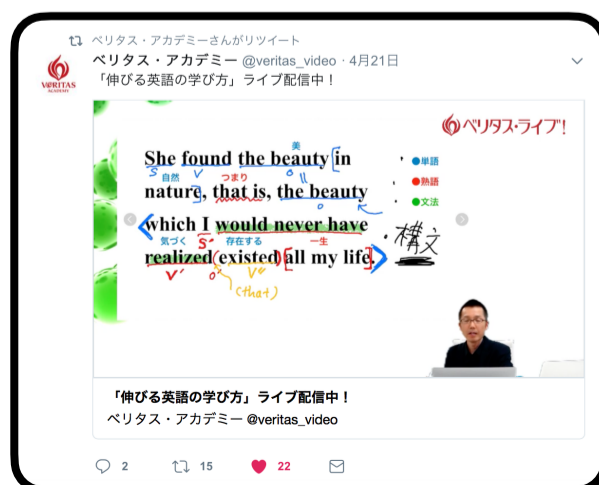 ベリタス・アカデミーさんがリツイート
ベリタス・アカデミー @veritas_video · 4月21日
「伸びる英語の学び方」ライブ配信中！
VERITAS
ACADEMY
ベリタス・ライブ!
美
She found the beauty in
S V O
自然 つまり
nature, that is, the beauty
O
●単語
●熟語
●文法
which I would never have
・構文
気づく S' 存在する 一生
realized (existed) all my life.
V' O' V"
(that)
「伸びる英語の学び方」ライブ配信中！
ベリタス・アカデミー @veritas_video
2 15 22